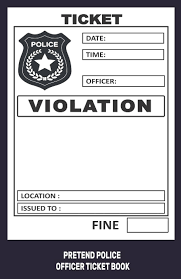 TICKET
POLICE
DATE:
TIME:
OFFICER:
VIOLATION
LOCATION :
ISSUED TO :
FINE
PRETEND POLICE
OFFICER TICKET BOOK